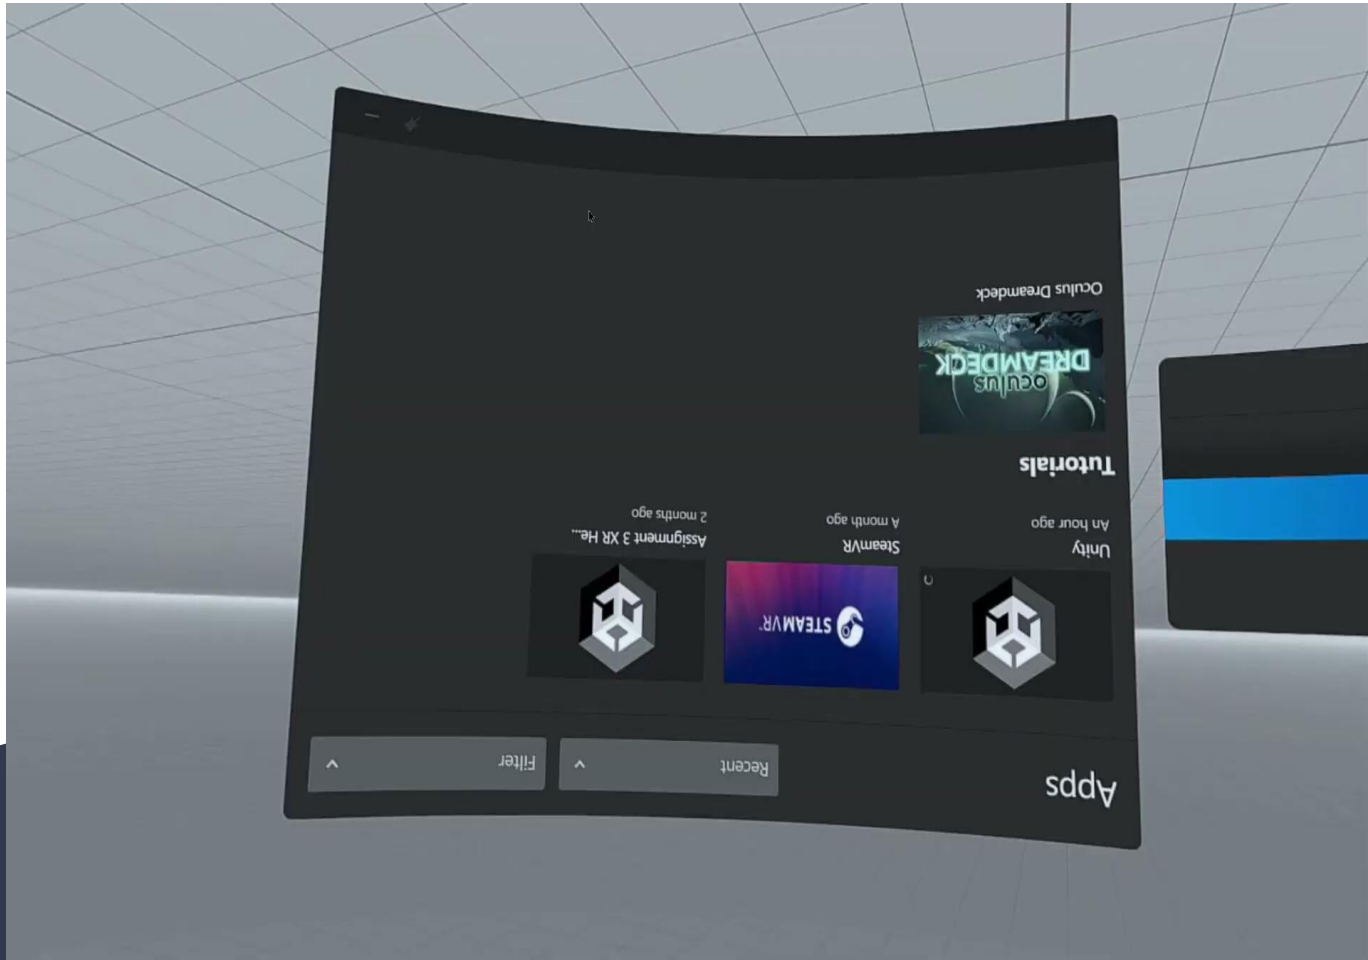 Apps
Recent
Filter
STEAMVR™
Unity
SteamVR
Assignment 3 XR He...
An hour ago
A month ago
2 months ago
Tutorials
oculus
DREAMDECK
Oculus Dreamdeck